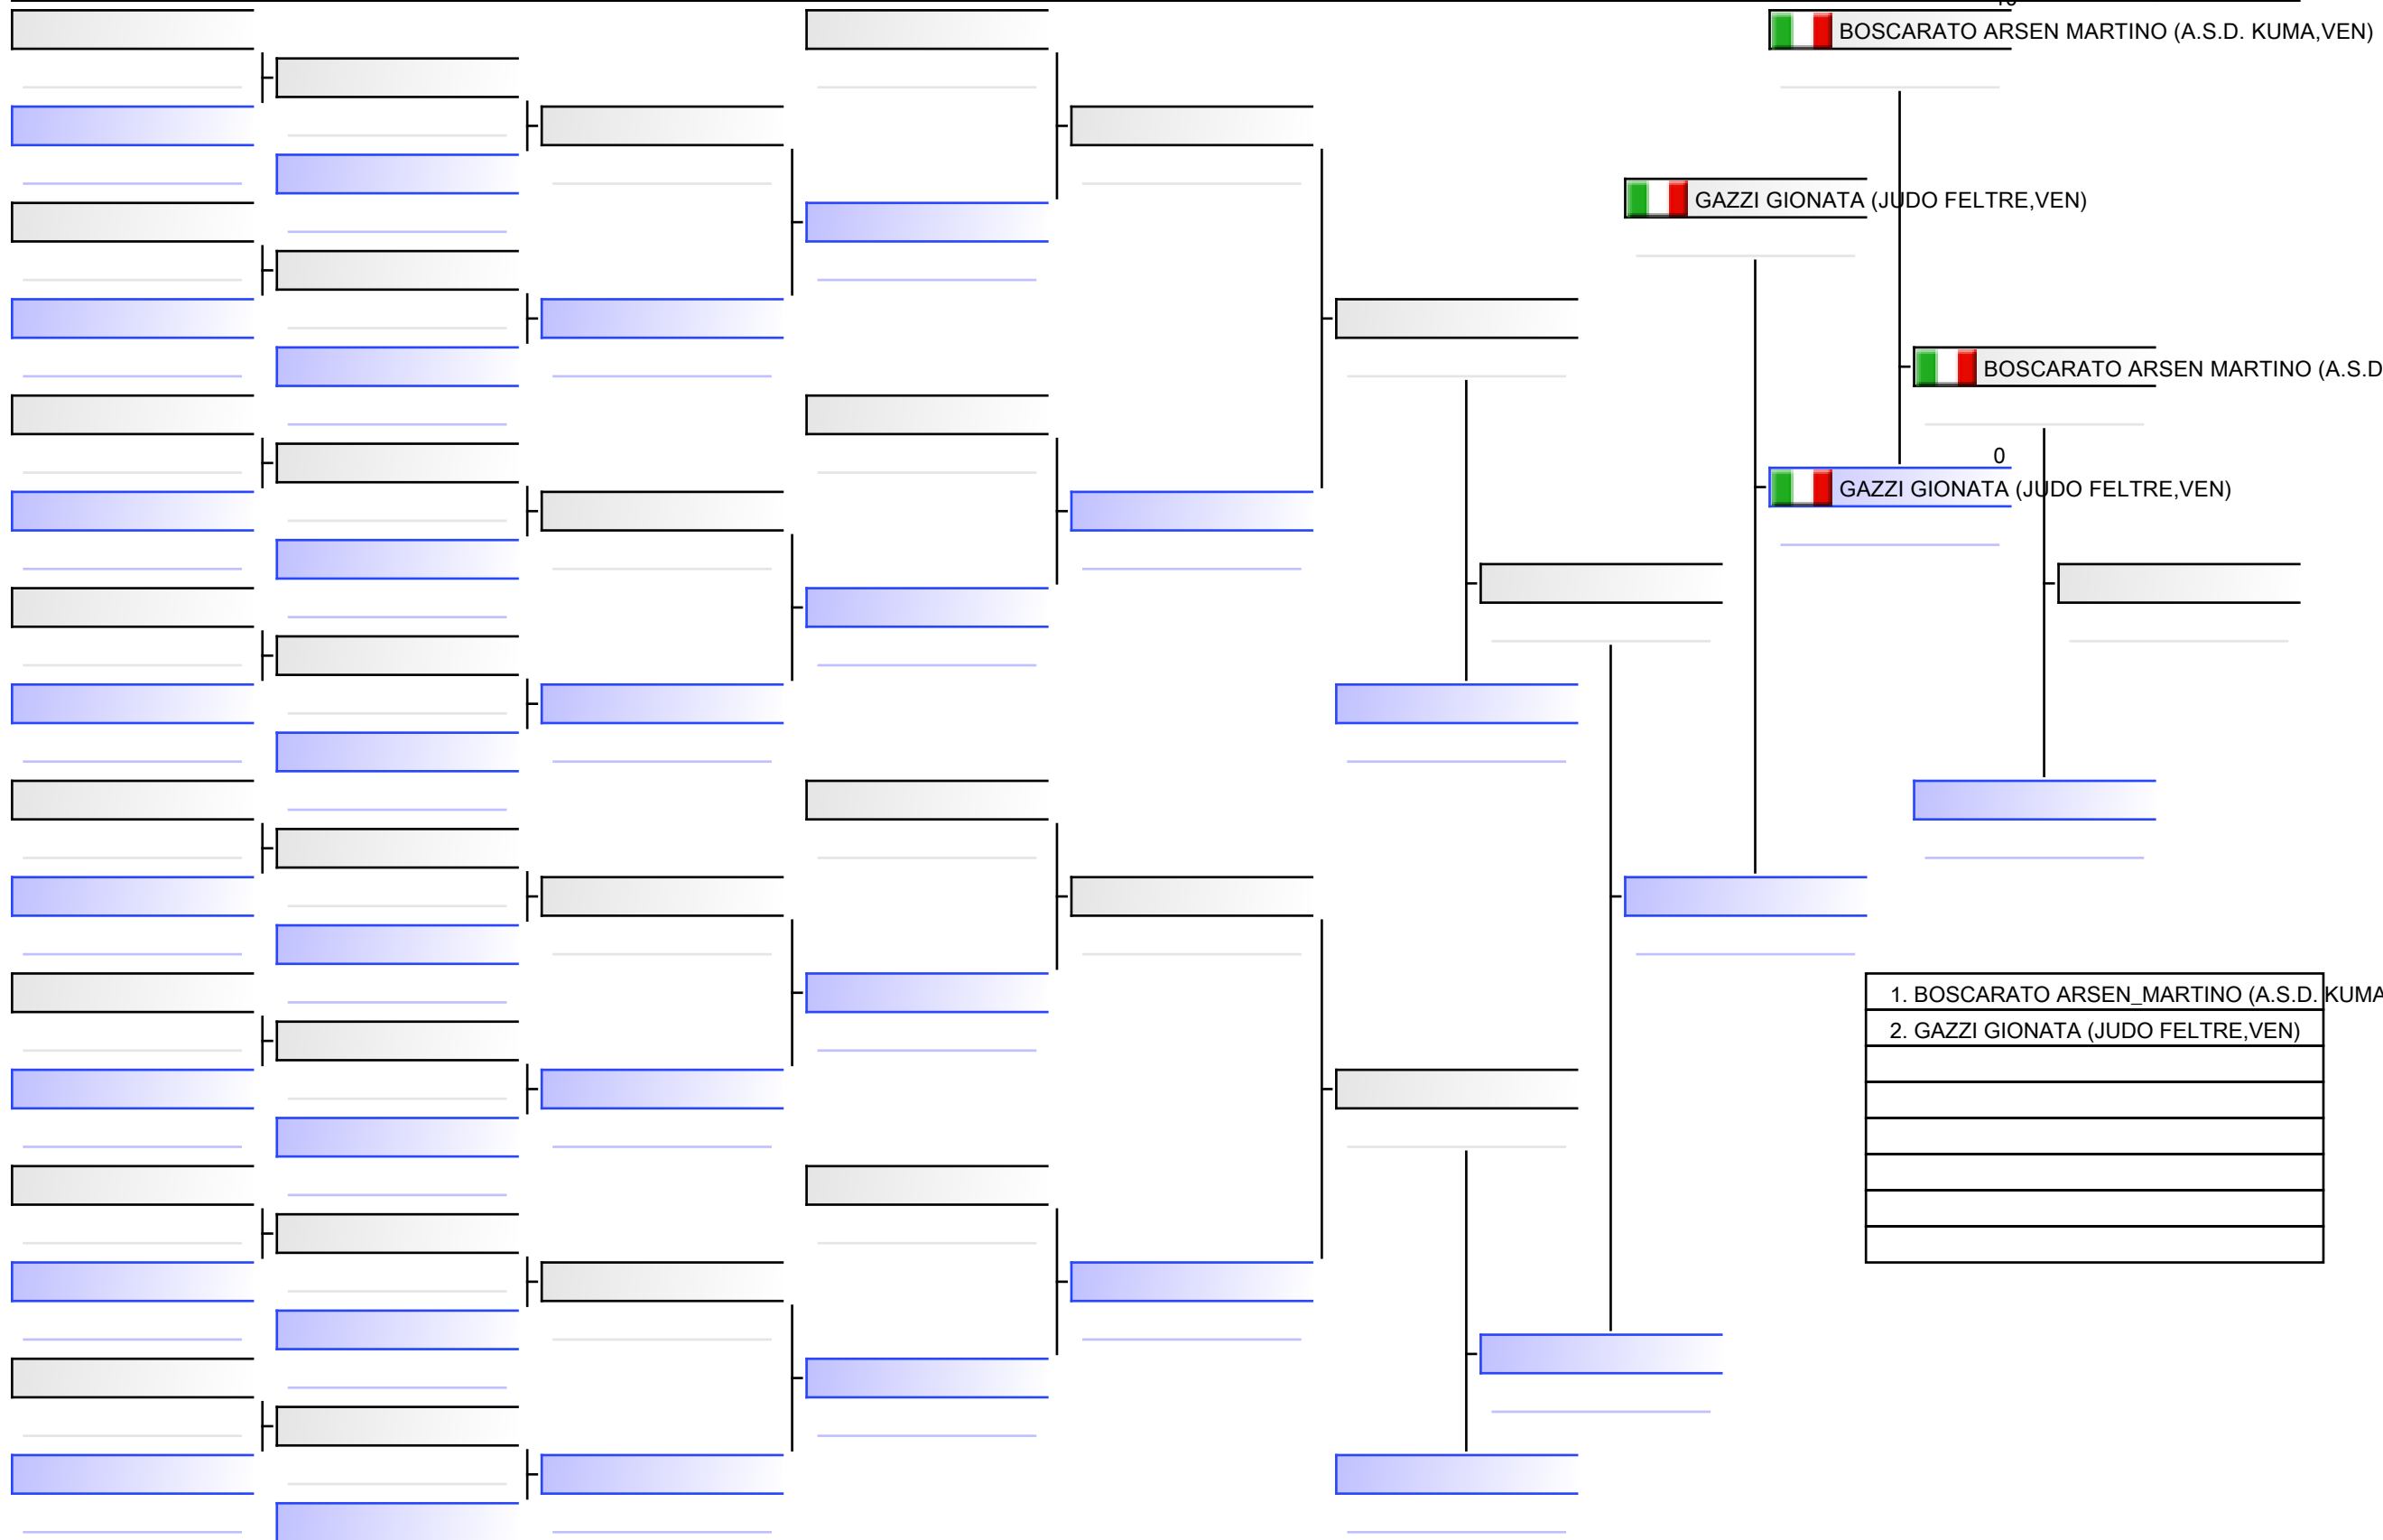 BOSCARATO ARSEN MARTINO (A.S.D. KUMA,VEN)
GAZZI GIONATA (JUDO FELTRE,VEN)
BOSCARATO ARSEN MARTINO (A.S.D
0
GAZZI GIONATA (JUDO FELTRE,VEN)
1. BOSCARATO ARSEN_MARTINO (A.S.D. KUMA
2. GAZZI GIONATA (JUDO FELTRE,VEN)